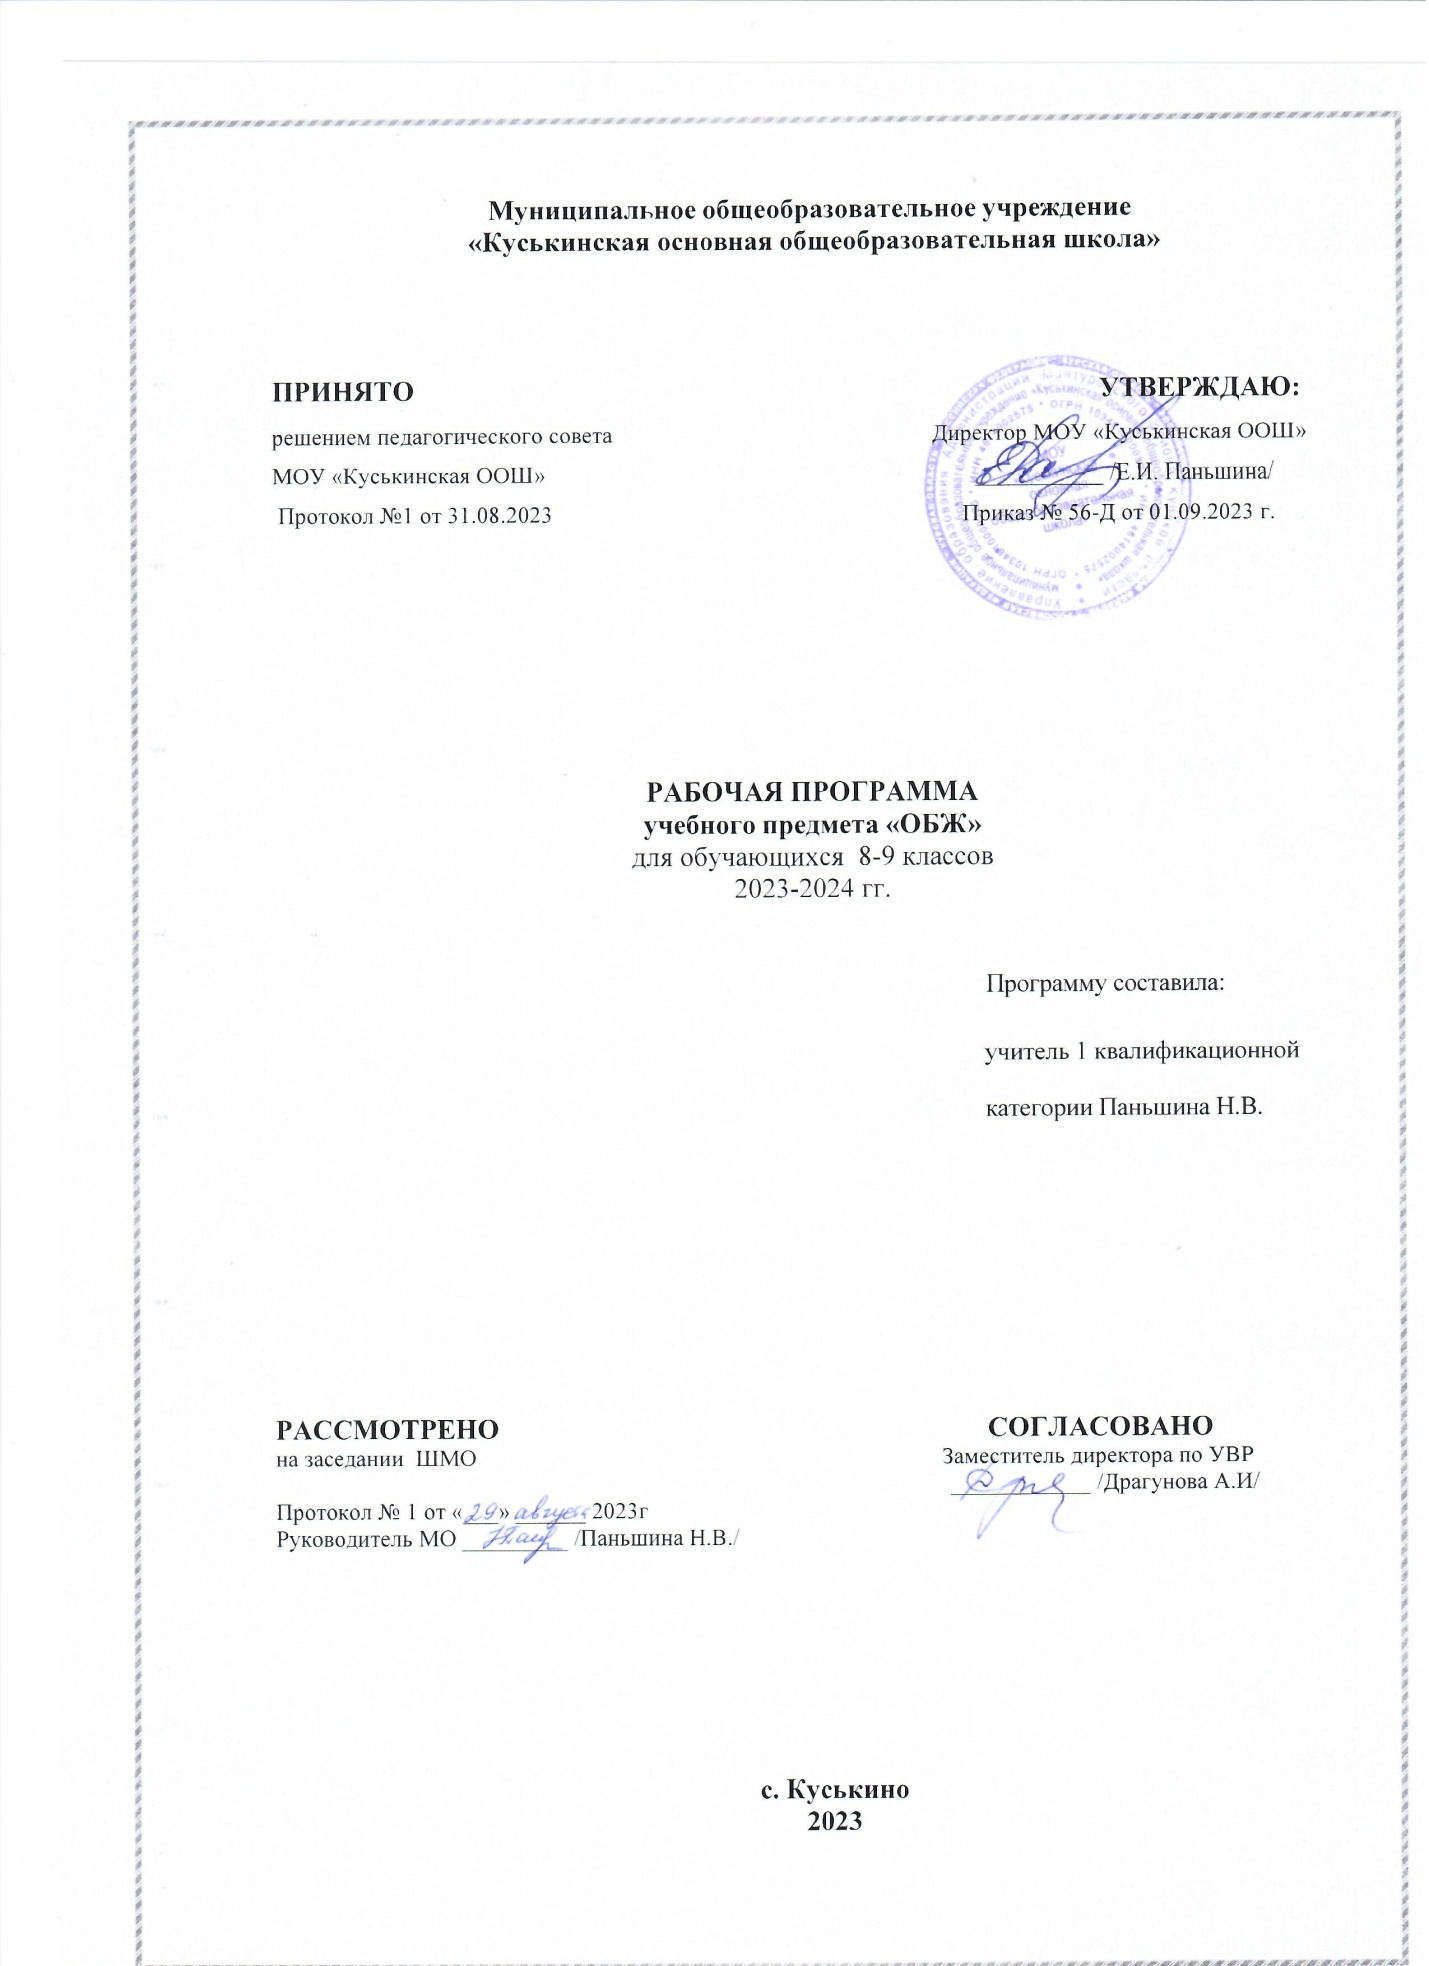 Муниципальное общеобразовательное учреждение
«Куськинская основная общеобразовательная школа»
ПРИНЯТО
решением педагогического совета
МОУ «Куськинская ООШ»
Протокол №1 от 31.08.2023
УТВЕРЖДАЮ:
Директор МОУ «Куськинская ООШ»
__________ /Е.И. Паньшина/
Приказ № 56-Д от 01.09.2023 г.
РАБОЧАЯ ПРОГРАММА
учебного предмета «ОБЖ»
для обучающихся 8-9 классов
2023-2024 гг.
Программу составила:
учитель 1 квалификационной
категории Паньшина Н.В.
РАССМОТРЕНО
на заседании ШМО
Протокол № 1 от «29» августа 2023г
Руководитель МО _________ /Паньшина Н.В./
СОГЛАСОВАНО
Заместитель директора по УВР
____________ /Драгунова А.И/
с. Куськино
2023